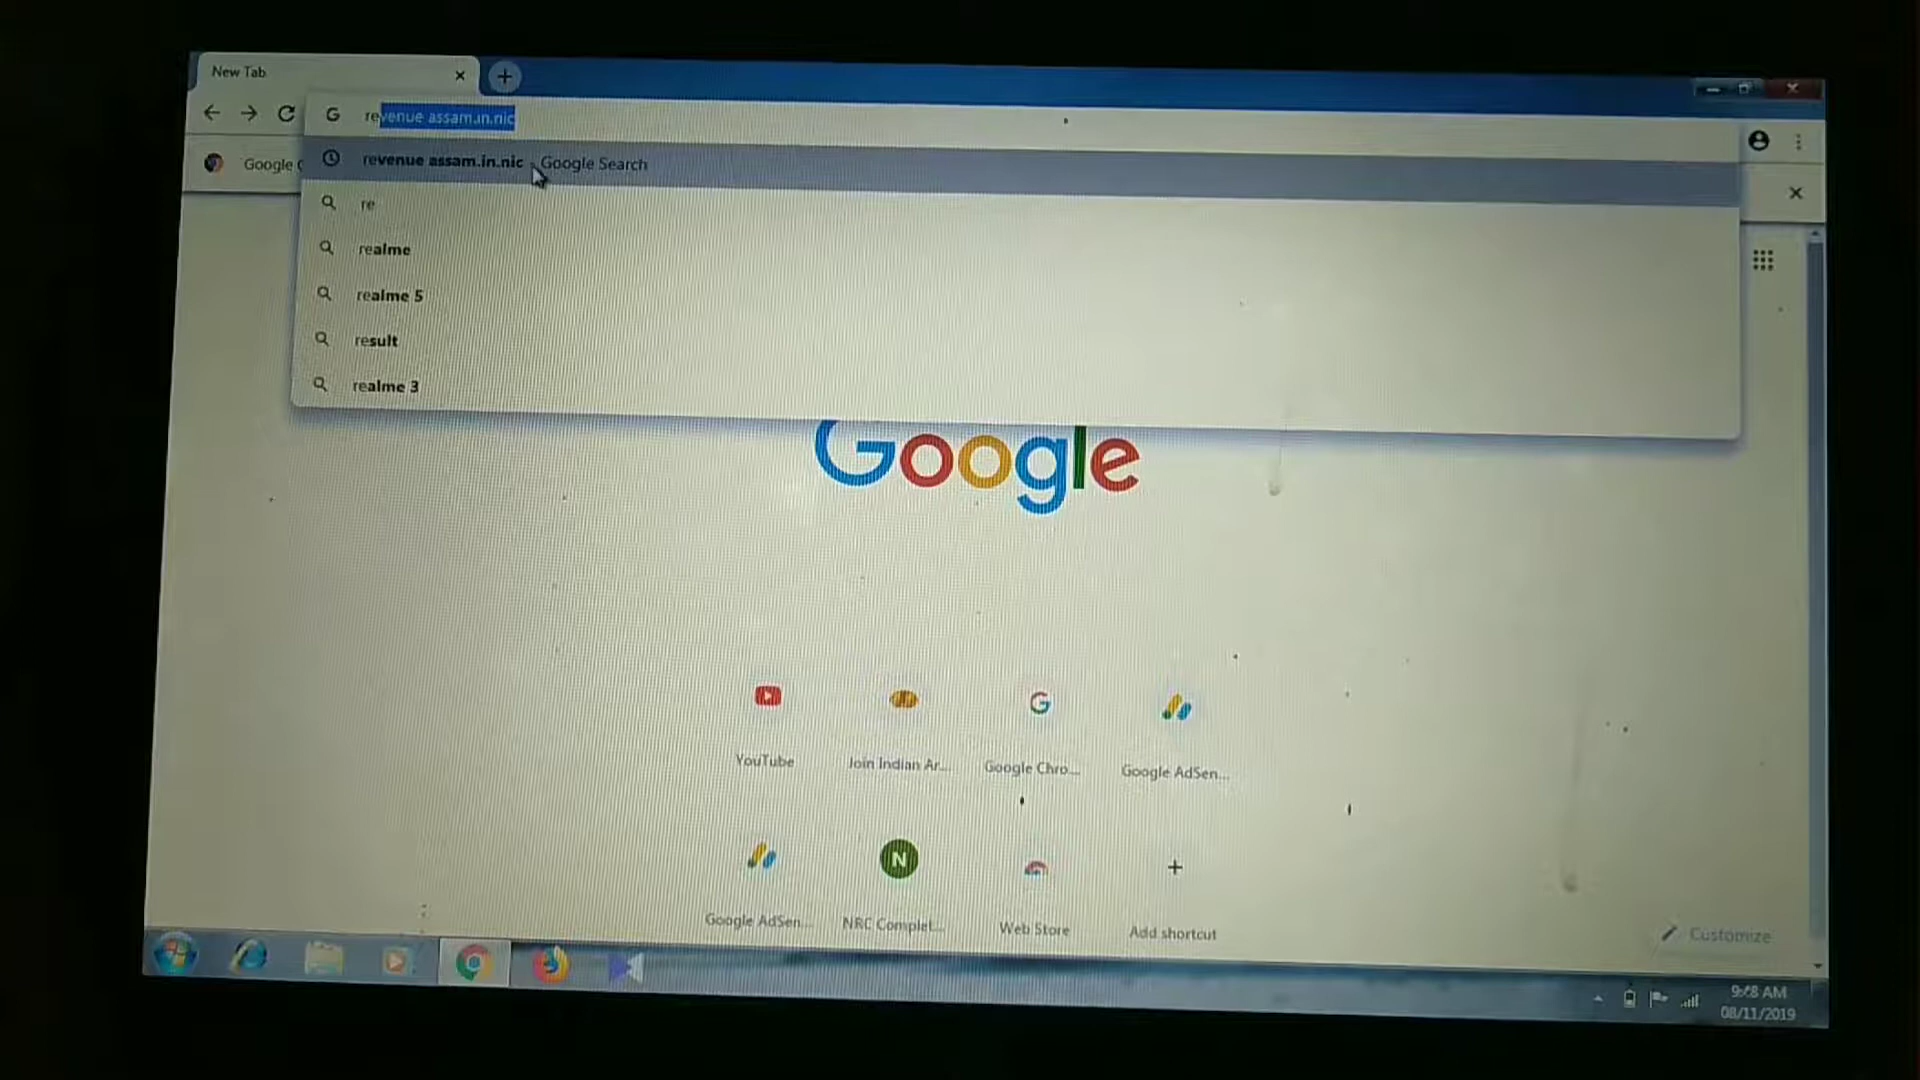 New Tab
revenue assam.in.nic
Google
revenue assam.in.nic - Google Search
re
realme
realme 5
result
realme 3
Google
YouTube
Join Indian Ar...
Google Chro...
Google AdSen...
N
Google AdSen...
NRC Complet...
Web Store
Add shortcut
Customize
AM
08/11/2019